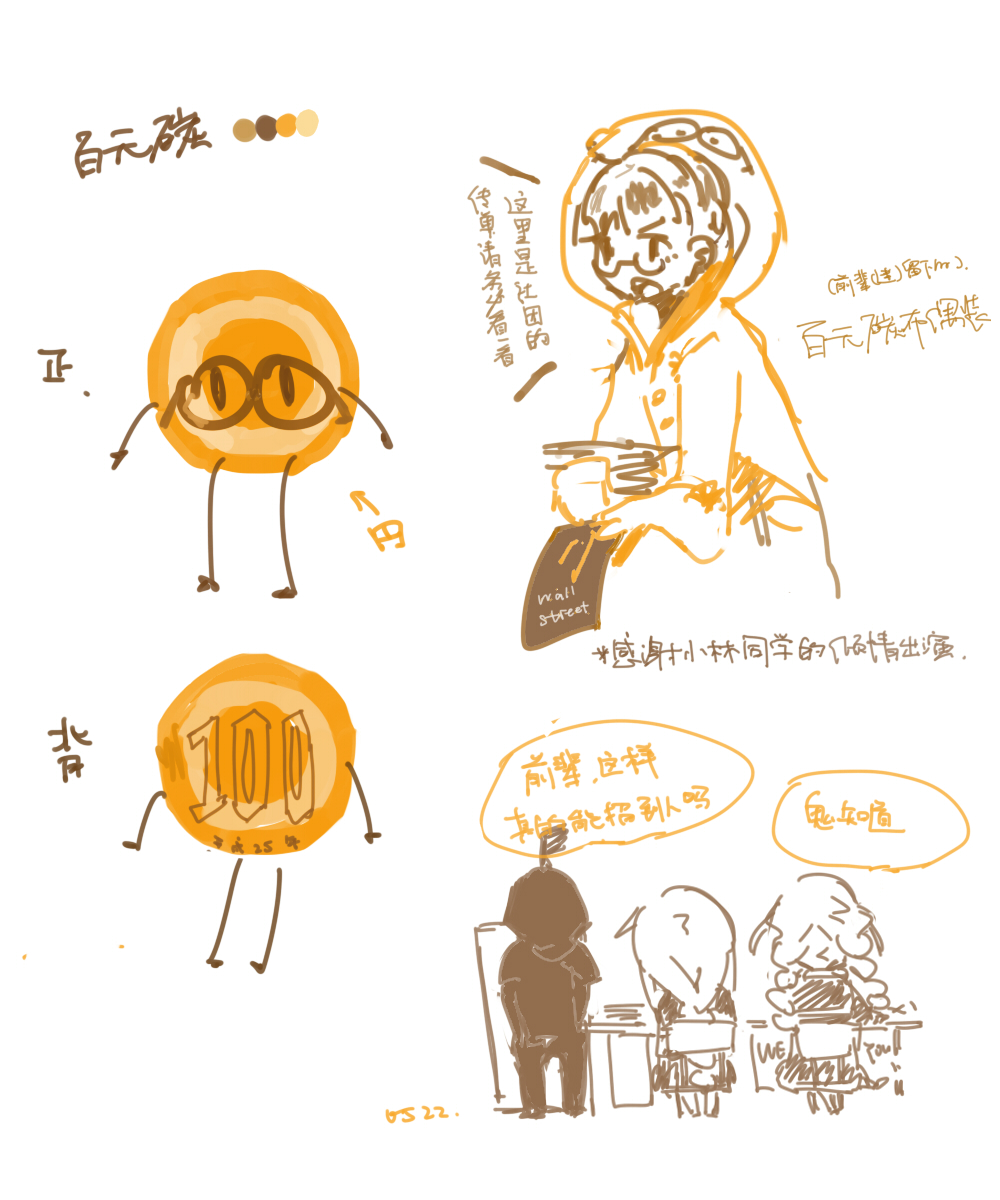 百元碳
正.
円
背
100
平成25年
这里是社团的
传单请务必看一看
(前辈(达)留下的).
百元碳布偶装
wall
street
*感谢小林同学的倾情出演.
前辈,这样
真的能招到人吗
鬼知道
WE
YOU
0522.